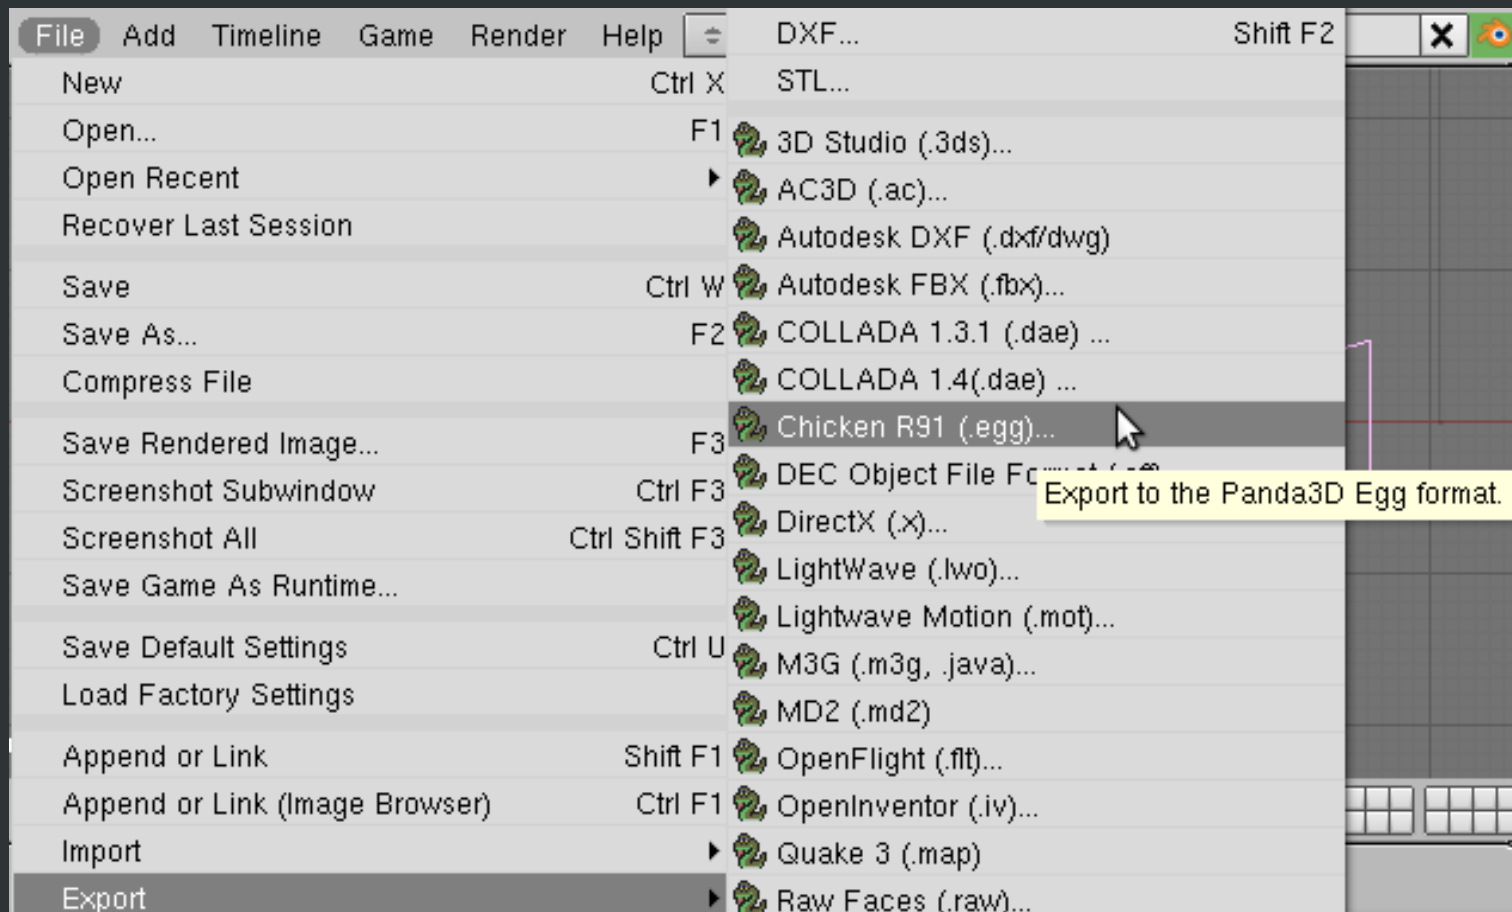 File Add Timeline Game Render Help
New Ctrl X
Open... F1
Open Recent
Recover Last Session
Save Ctrl W
Save As... F2
Compress File
Save Rendered Image... F3
Screenshot Subwindow Ctrl F3
Screenshot All Ctrl Shift F3
Save Game As Runtime...
Save Default Settings Ctrl U
Load Factory Settings
Append or Link Shift F1
Append or Link (Image Browser) Ctrl F1
Import
Export
DXF... Shift F2
STL...
3D Studio (.3ds)...
AC3D (.ac)...
Autodesk DXF (.dxf/dwg)
Autodesk FBX (.fbx)...
COLLADA 1.3.1 (.dae) ...
COLLADA 1.4(.dae) ...
Chicken R91 (.egg)...
DEC Object File
Export to the Panda3D Egg format.
DirectX (.x)...
LightWave (.lwo)...
Lightwave Motion (.mot)...
M3G (.m3g, .java)...
MD2 (.md2)
OpenFlight (.flt)...
OpenInventor (.iv)...
Quake 3 (.map)
Raw Faces (.raw)...